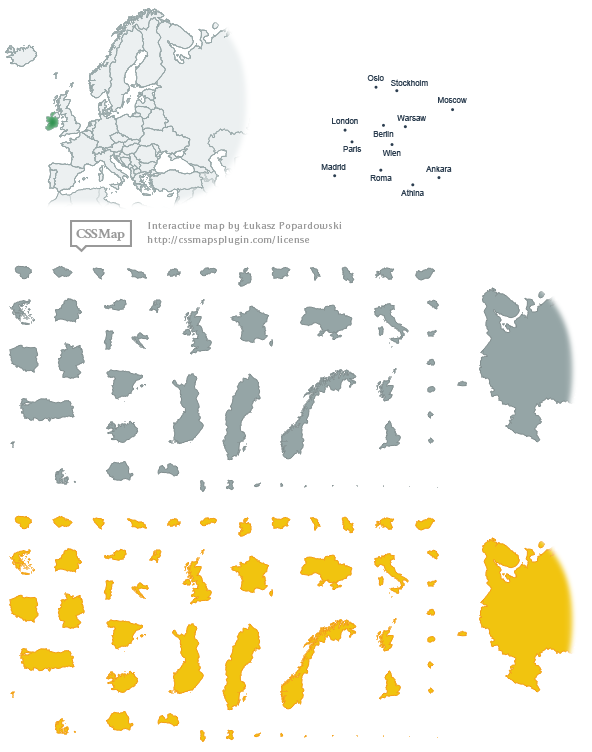 Oslo
Stockholm
Moscow
London
Warsaw
Berlin
Paris
Wien
Madrid
Roma
Ankara
Athina
CSSMap
Interactive map by Łukasz Popardowski
http://cssmapsplugin.com/license